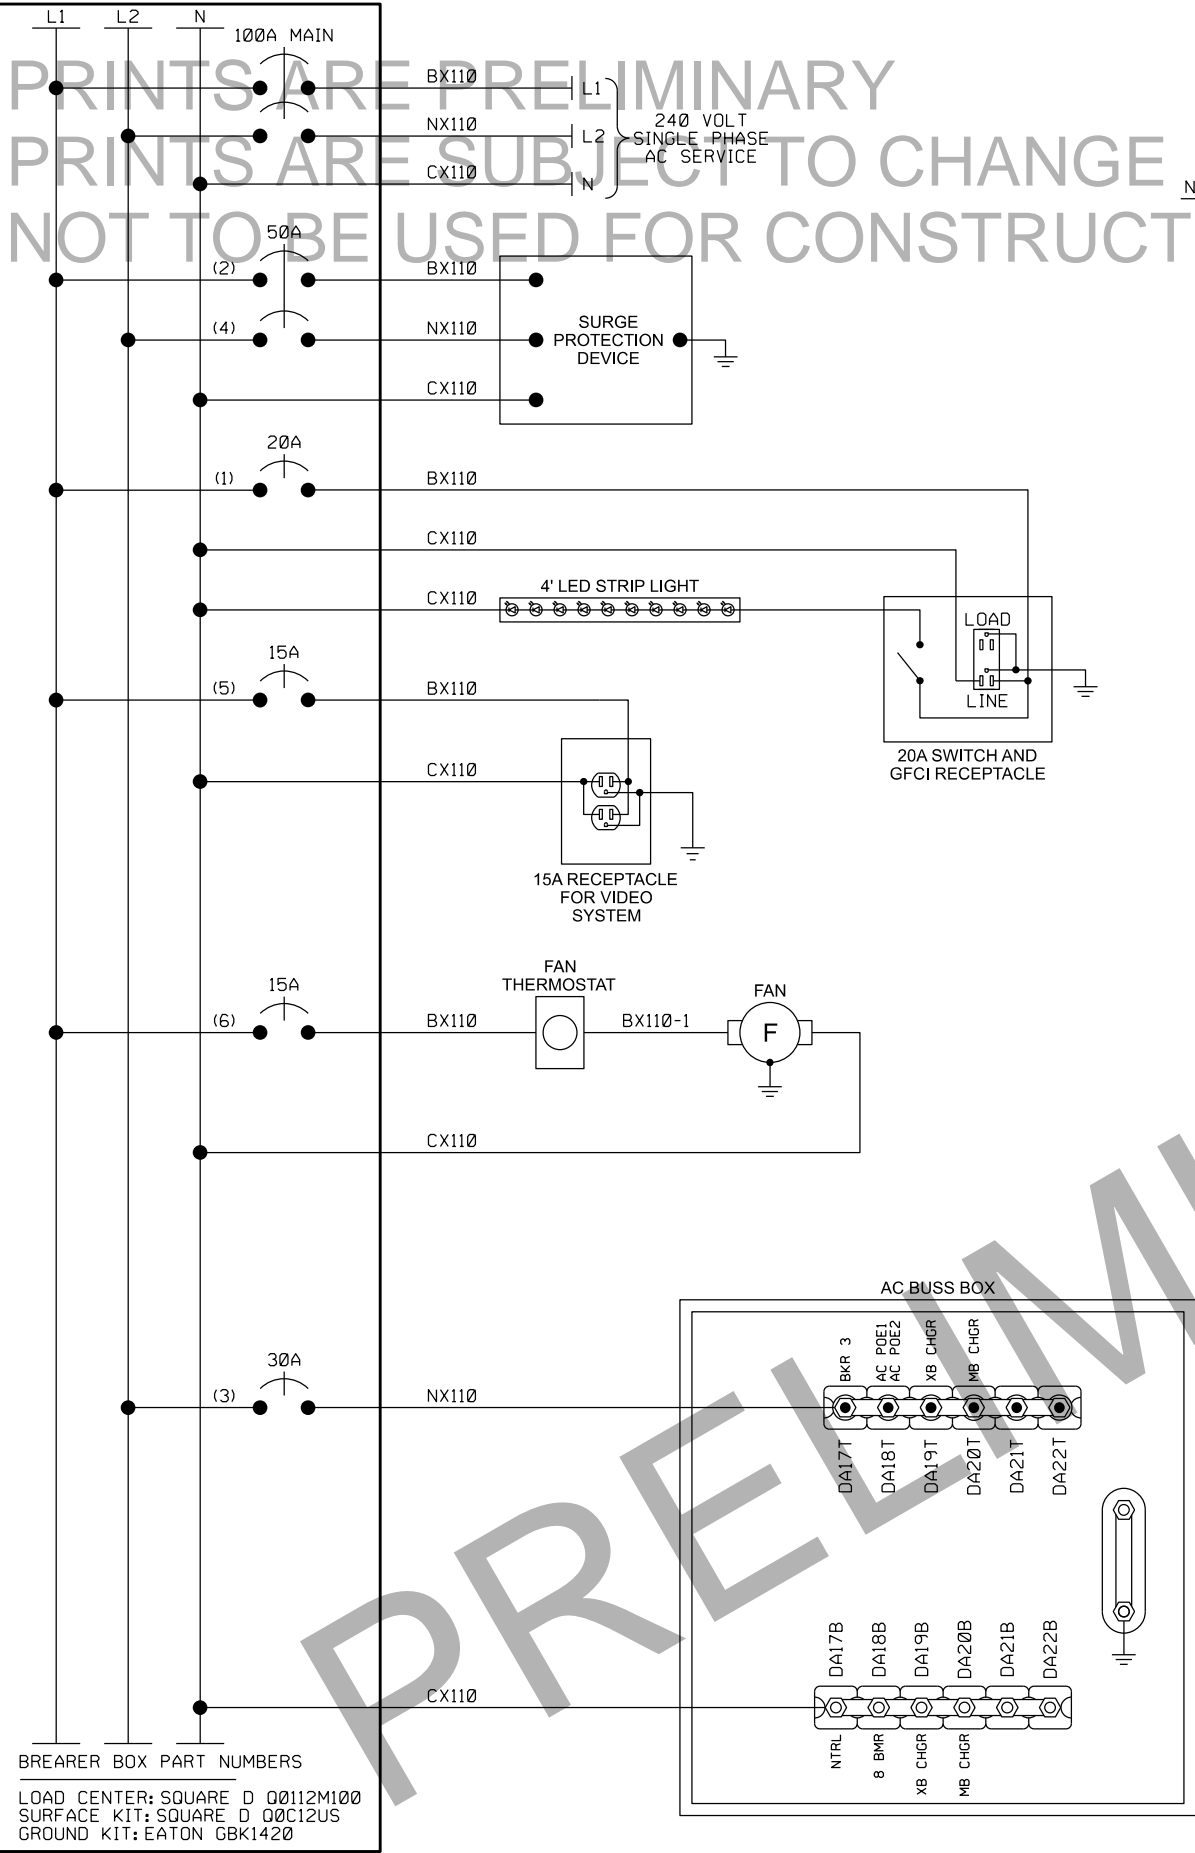 L1 L2 N
100A MAIN
PRINTS ARE PRELIMINARY
PRINTS ARE SUBJECT TO CHANGE
NOT TO BE USED FOR CONSTRUCT
BX110 L1
NX110 L2
CX110 N
240 VOLT
SINGLE PHASE
AC SERVICE
N
50A
(2) BX110
(4) NX110
CX110
SURGE
PROTECTION
DEVICE
20A
(1) BX110
CX110
4' LED STRIP LIGHT
CX110
LOAD
LINE
20A SWITCH AND
GFCI RECEPTACLE
15A
(5) BX110
CX110
15A RECEPTACLE
FOR VIDEO
SYSTEM
15A
(6) BX110
FAN
THERMOSTAT
BX110-1
FAN
F
CX110
AC BUSS BOX
30A
(3) NX110
BKR 3
AC POE1
AC POE2
XB CHGR
MB CHGR
DA17T
DA18T
DA19T
DA20T
DA21T
DA22T
DA17B
DA18B
DA19B
DA20B
DA21B
DA22B
CX110
NTRL
8 BMR
XB CHGR
MB CHGR
PRELIMI
BREARER BOX PART NUMBERS
LOAD CENTER: SQUARE D QO112M100
SURFACE KIT: SQUARE D QOC12US
GROUND KIT: EATON GBK1420